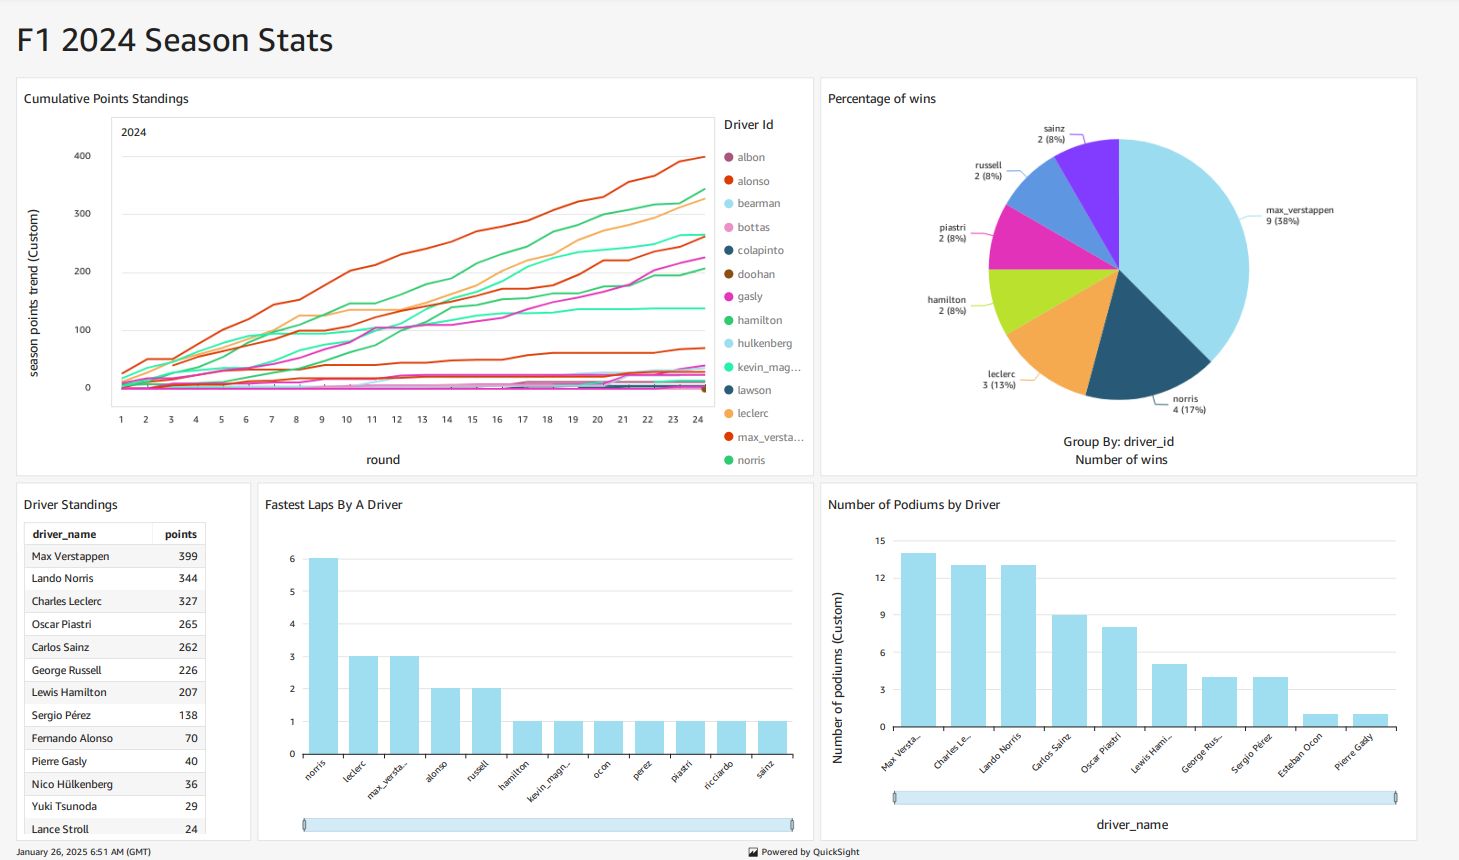 F1 2024 Season Stats
Cumulative Points Standings
2024
season points trend (Custom)
400
300
200
100
0
1 2 3 4 5 6 7 8 9 10 11 12 13 14 15 16 17 18 19 20 21 22 23 24
round
Driver Id
albon
alonso
bearman
bottas
colapinto
doohan
gasly
hamilton
hulkenberg
kevin_mag...
lawson
leclerc
max_versta...
norris
Percentage of wins
sainz
2 (8%)
russell
2 (8%)
piastri
2 (8%)
hamilton
2 (8%)
leclerc
3 (13%)
norris
4 (17%)
max_verstappen
9 (38%)
Group By: driver_id
Number of wins
Driver Standings
driver_name points
Max Verstappen 399
Lando Norris 344
Charles Leclerc 327
Oscar Piastri 265
Carlos Sainz 262
George Russell 226
Lewis Hamilton 207
Sergio Pérez 138
Fernando Alonso 70
Pierre Gasly 40
Nico Hülkenberg 36
Yuki Tsunoda 29
Lance Stroll 24
Fastest Laps By A Driver
6
5
4
3
2
1
0
norris
leclerc
max_versta...
alonso
russell
hamilton
kevin_magn...
ocon
perez
piastri
ricciardo
sainz
Number of Podiums by Driver
Number of podiums (Custom)
15
12
9
6
3
0
Max Versta...
Charles Le...
Lando Norris
Carlos Sainz
Oscar Piastri
Lewis Hami...
George Rus...
Sergio Pérez
Esteban Ocon
Pierre Gasly
driver_name
January 26, 2025 6:51 AM (GMT)
Powered by QuickSight